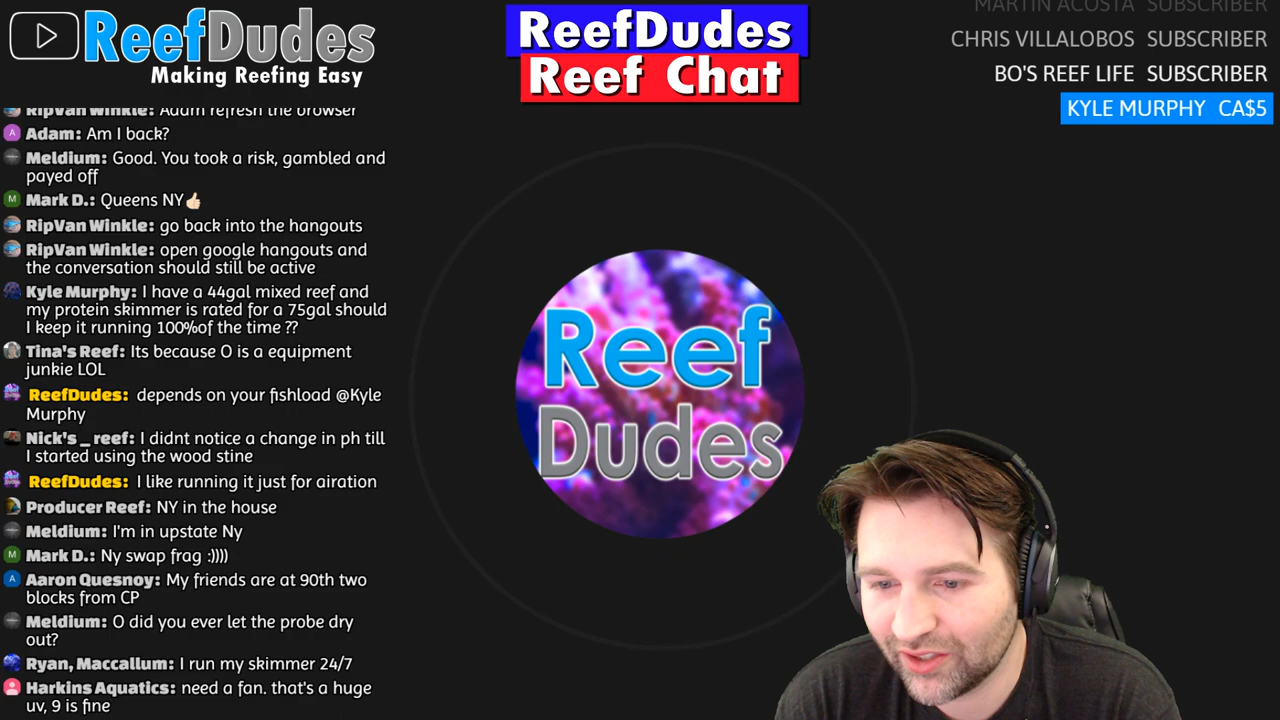 ReefDudes
Making Reefing Easy
ReefDudes
Reef Chat
MARTIN ACOSTA SUBSCRIBER
CHRIS VILLALOBOS SUBSCRIBER
BO'S REEF LIFE SUBSCRIBER
KYLE MURPHY CA$5
RipVan Winkle: Adam refresh the browser
A Adam: Am I back?
Meldium: Good. You took a risk, gambled and
payed off
M Mark D.: Queens NY👍🏻
RipVan Winkle: go back into the hangouts
RipVan Winkle: open google hangouts and
the conversation should still be active
Kyle Murphy: I have a 44gal mixed reef and
my protein skimmer is rated for a 75gal should
I keep it running 100%of the time ??
Tina's Reef: Its because O is a equipment
junkie LOL
ReefDudes: depends on your fishload @Kyle
Murphy
Nick's _ reef: I didnt notice a change in ph till
I started using the wood stine
ReefDudes: I like running it just for airation
Producer Reef: NY in the house
Meldium: I'm in upstate Ny
M Mark D.: Ny swap frag :))))
A Aaron Quesnoy: My friends are at 90th two
blocks from CP
Meldium: O did you ever let the probe dry
out?
Ryan, Maccallum: I run my skimmer 24/7
Harkins Aquatics: need a fan. that's a huge
uv, 9 is fine
Reef
Dudes